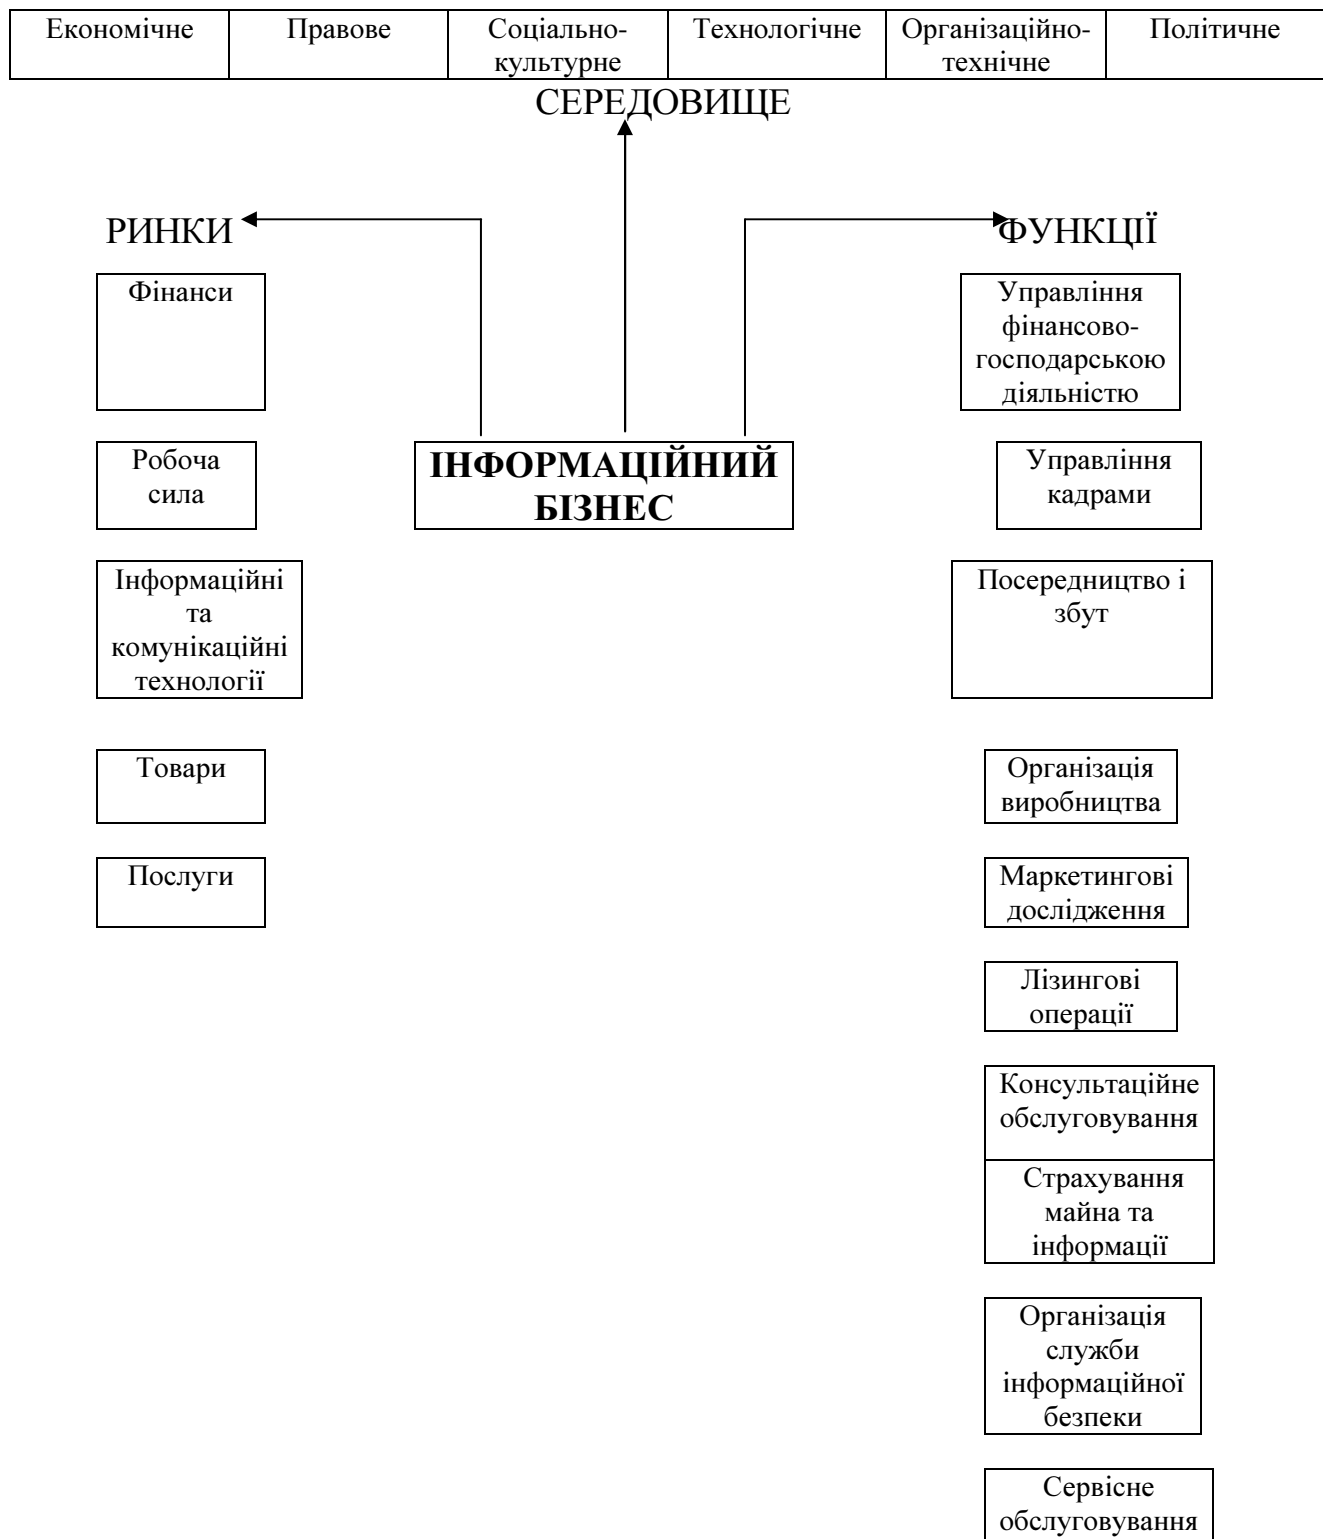 Економічне
Правове
Соціально-
культурне
Технологічне
Організаційно-
технічне
Політичне
СЕРЕДОВИЩЕ
РИНКИ
Фінанси
Робоча
сила
Інформаційні
та
комунікаційні
технології
Товари
Послуги
ІНФОРМАЦІЙНИЙ
БІЗНЕС
ФУНКЦІЇ
Управління
фінансово-
господарською
діяльністю
Управління
кадрами
Посередництво і
збут
Організація
виробництва
Маркетингові
дослідження
Лізингові
операції
Консультаційне
обслуговування
Страхування
майна та
інформації
Організація
служби
інформаційної
безпеки
Сервісне
обслуговування